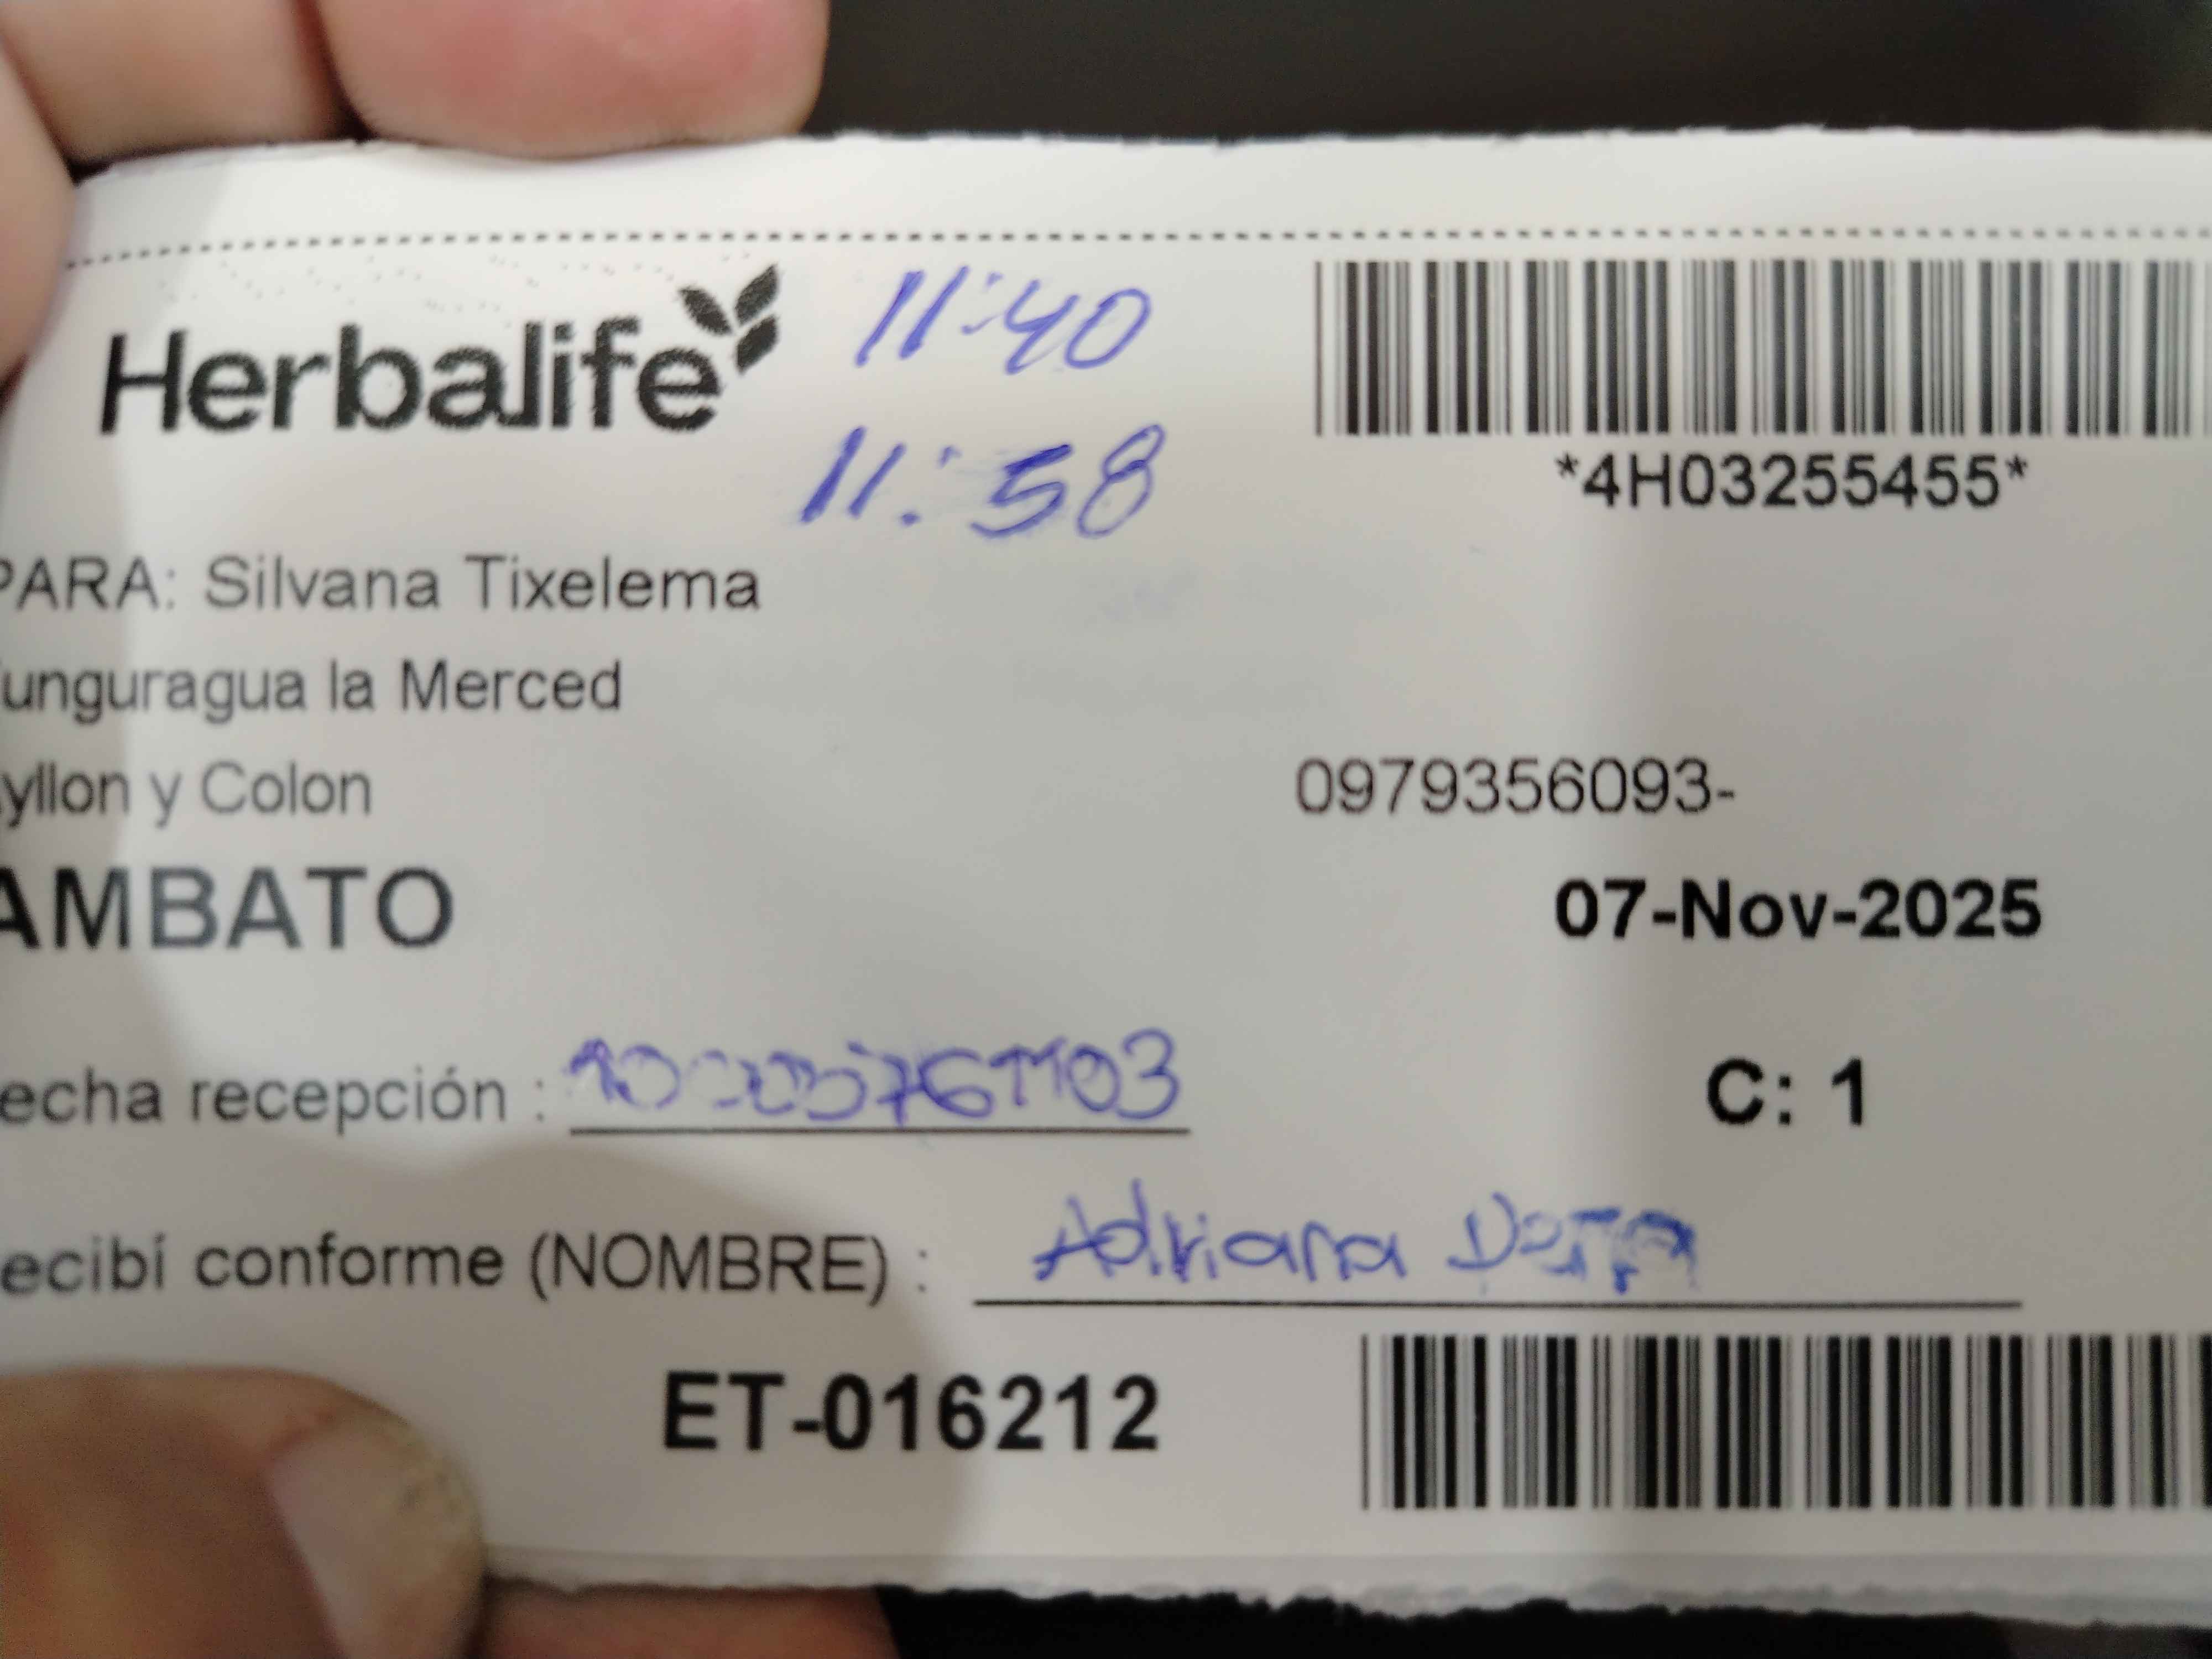 Herbalife 11:40
11:58
*4H03255455*
PARA: Silvana Tixelema
unguragua la Merced
yllon y Colon
0979356093-
AMBATO
07-Nov-2025
echa recepción :
C: 1
ecibí conforme (NOMBRE) : Adriana
ET-016212